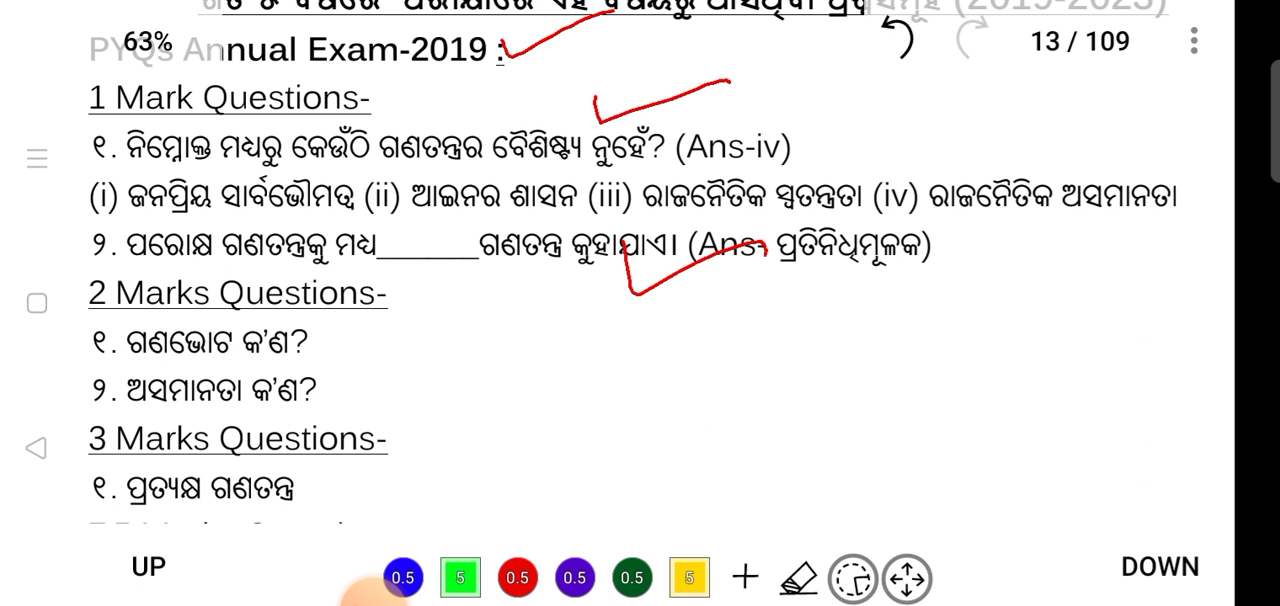 63%
13 / 109
PYQs Annual Exam-2019 :
1 Mark Questions-
୧. ନିମ୍ନୋକ୍ତ ମଧ୍ଯରୁ କେଉଁଠି ଗଣତନ୍ତ୍ରର ବୈଶିଷ୍ଟ୍ୟ ନୁହେଁ? (Ans-iv)
(i) ଜନପ୍ରିୟ ସାର୍ବଭୌମତ୍ୱ (ii) ଆଇନର ଶାସନ (iii) ରାଜନୈତିକ ସ୍ୱତନ୍ତ୍ରତା (iv) ରାଜନୈତିକ ଅସମାନତା
୨. ପରୋକ୍ଷ ଗଣତନ୍ତ୍ରକୁ ମଧ୍ଯ_______ଗଣତନ୍ତ୍ର କୁହାଯାଏ। (Ans- ପ୍ରତିନିଧିମୂଳକ)
2 Marks Questions-
୧. ଗଣଭୋଟ କ'ଣ?
୨. ଅସମାନତା କ'ଣ?
3 Marks Questions-
୧. ପ୍ରତ୍ୟକ୍ଷ ଗଣତନ୍ତ୍ର
UP
0.5 5 0.5 0.5 0.5 5
DOWN